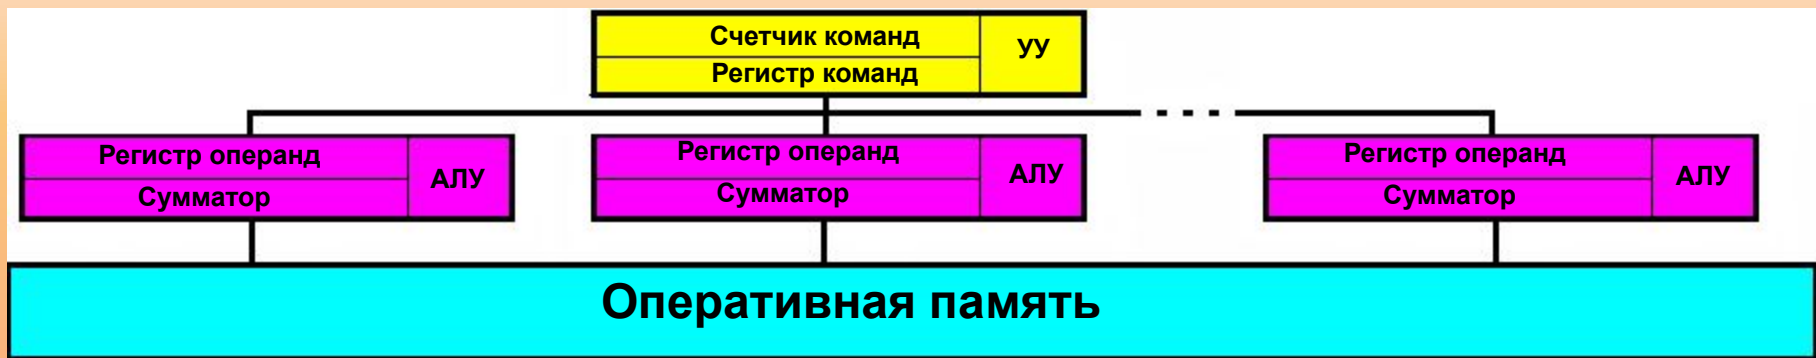 Счетчик команд
УУ
Регистр команд
Регистр операнд
АЛУ
Сумматор
Регистр операнд
АЛУ
Сумматор
Регистр операнд
АЛУ
Сумматор
Оперативная память